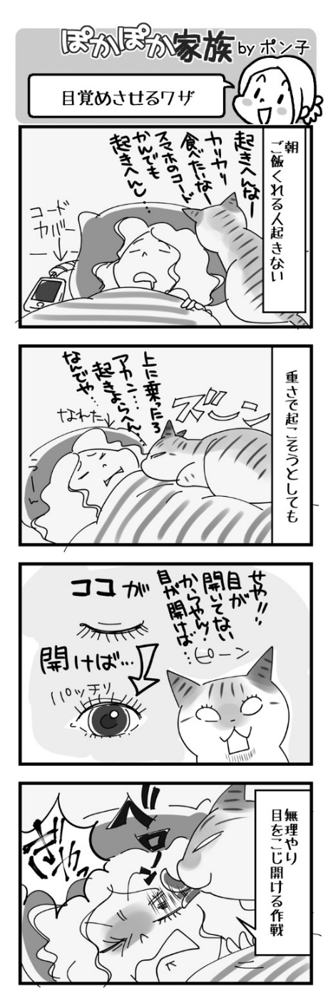 ぽかぽか家族 by ポン子
目覚めさせるワザ
朝
ご飯くれる人起きない
起きへんなー
カリカリ
食べたいなー
スマホのコード
かんでも
起きへんし…
コード
カバー
重さで起こそうとしても
ズシーン
上に乗ったろ
アカン…
起きよらへん
なんでや…
なれた
うーん
せや!!
目が
開いてない
からやん!
目が開けば…
ピーン
ココが
開けば…
パッチリ
無理やり
目をこじ開ける作戦
ペロッ
ぎゃっ